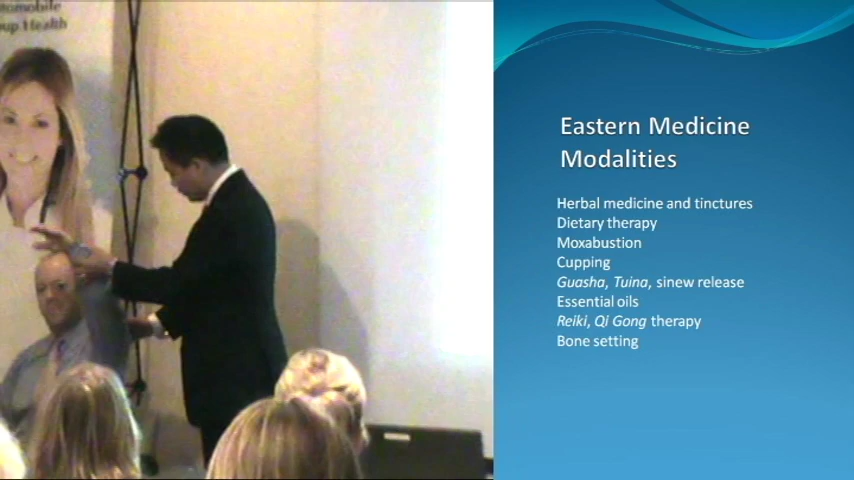 oup Health
Eastern Medicine
Modalities
Herbal medicine and tinctures
Dietary therapy
Moxabustion
Cupping
Guasha, Tuina, sinew release
Essential oils
Reiki, Qi Gong therapy
Bone setting